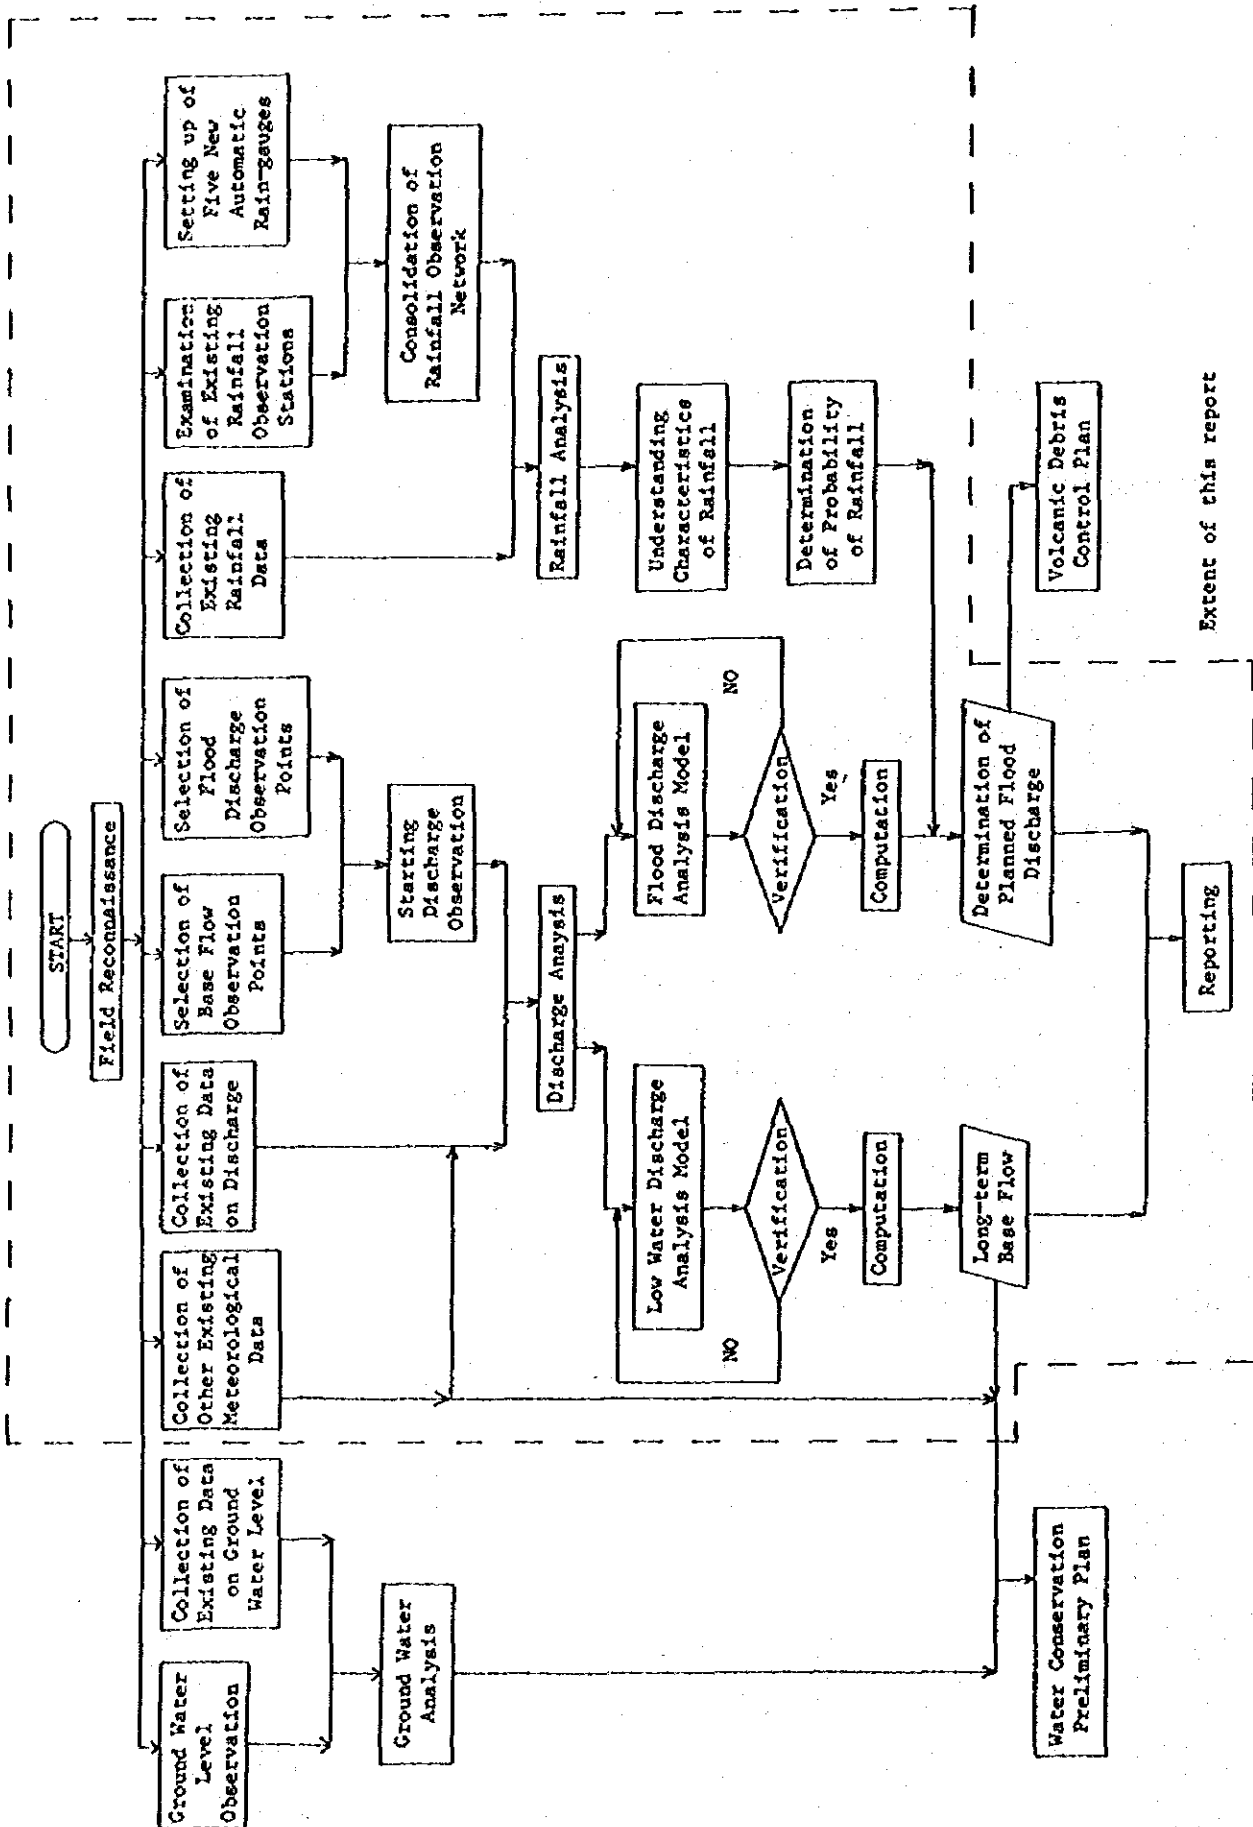 START
Field Reconnaissance
Ground Water
Level
Observation
Collection of
Existing Data
on Ground
Water Level
Collection of
Other Existing
Meteorological
Data
Collection of
Existing Data
on Discharge
Selection of
Base Flow
Observation
Points
Selection of
Flood
Discharge
Observation
Points
Collection of
Existing
Rainfall
Data
Examination
of Existing
Rainfall
Observation
Stations
Setting up of
Five New
Automatic
Rain-gauges
Ground Water
Analysis
Starting
Discharge
Observation
Consolidation of
Rainfall Observation
Network
Discharge Anaysis
Rainfall Analysis
Low Water Discharge
Analysis Model
Flood Discharge
Analysis Model
Understanding
Characteristics
of Rainfall
NO
Verification
Yes
NO
Verification
Yes
Determination
of Probability
of Rainfall
Computation
Computation
Long-term
Base Flow
Determination of
Planned Flood
Discharge
Water Conservation
Preliminary Plan
Volcanic Debris
Control Plan
Reporting
Extent of this report